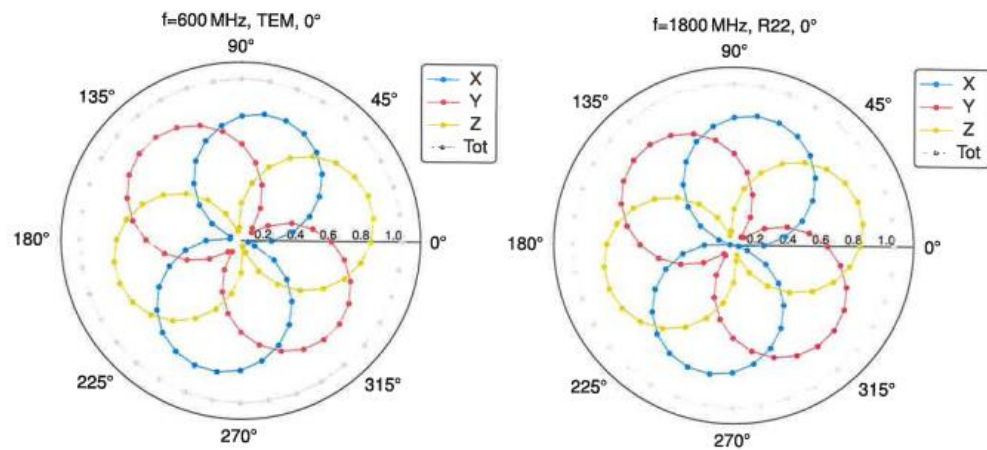 f=600 MHz, TEM, 0°
90°
135°
45°
180°
0.2 0.4 0.6 0.8 1.0
0°
225°
315°
270°
X
Y
Z
Tot
f=1800 MHz, R22, 0°
90°
135°
45°
180°
0.2 0.4 0.6 0.8 1.0
0°
225°
315°
270°
X
Y
Z
Tot